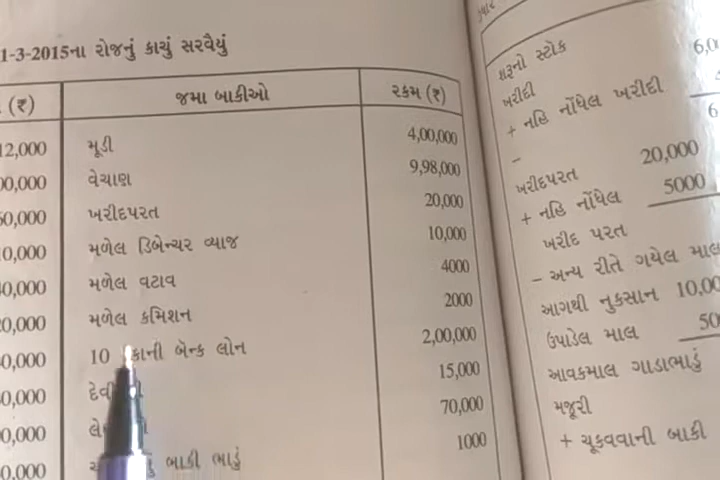 1-3-2015ના રોજનું કાચું સરવૈયું
(₹) જમા બાકીઓ રકમ (₹)
12,000 મૂડી 4,00,000
00,000 વેચાણ 9,98,000
50,000 ખરીદપરત 20,000
10,000 મળેલ ડિબેન્ચર વ્યાજ 10,000
40,000 મળેલ વટાવ 4000
20,000 મળેલ કમિશન 2000
0,000 10 કાની બૅન્ક લોન 2,00,000
0,000 15,000
0,000 70,000
0,000 બાકી ભાડું 1000
શરૂનો સ્ટૉક 6,0
ખરીદી
+ નહિ નોંધેલ ખરીદી
6
-
ખરીદપરત 20,000
+ નહિ નોંધેલ 5000
ખરીદ પરત
- અન્ય રીતે ગયેલ માલ
આગથી નુકસાન 10,00
ઉપાડેલ માલ 50
આવકમાલ ગાડાભાડું
મજૂરી
+ ચૂકવવાની બાકી